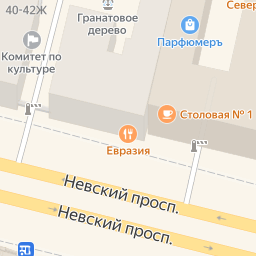 40-42Ж
Гранатовое
дерево
Север
Парфюмеръ
Комитет по
культуре
Столовая № 1
Евразия
Невский просп.
Невский просп.